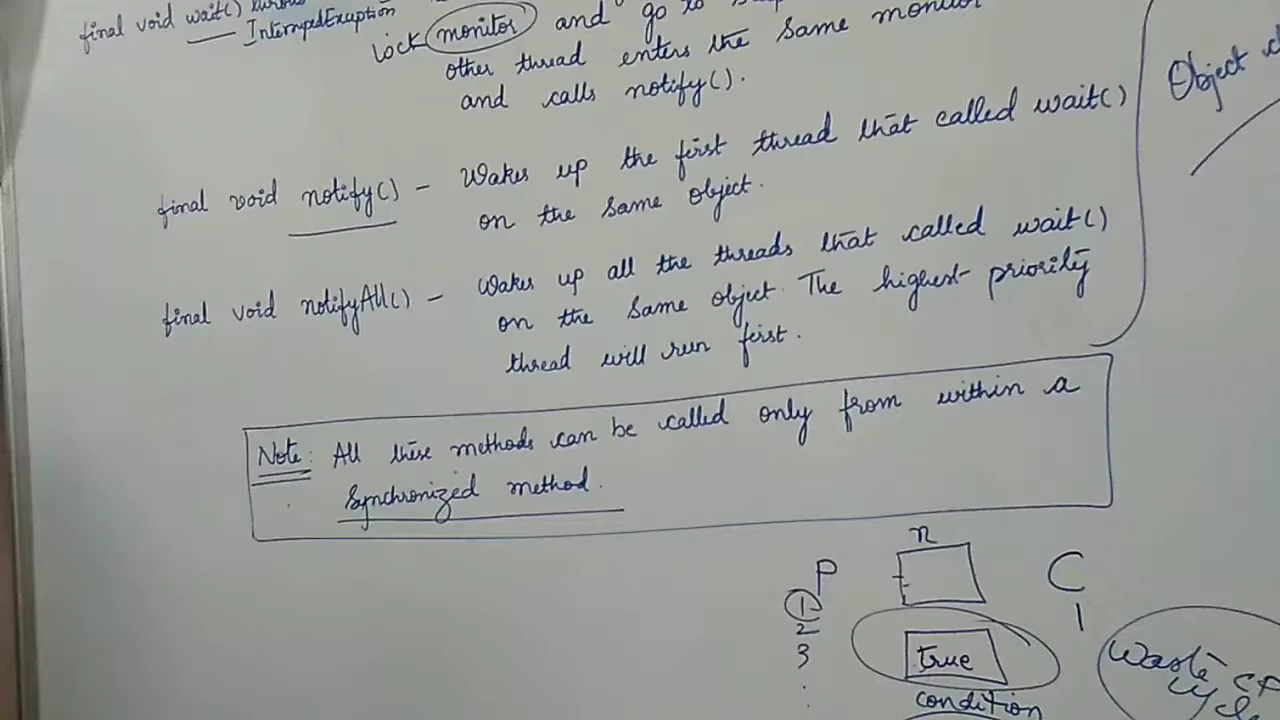 final void wait() throws
InterrupedExuption
lock monitor and go to
other thread enters the same monitor
and calls notify().
final void notify() - Wakes up the first thread that called wait()
on the same object.
final void notifyAll() - Wakes up all the threads that called wait()
on the same object. The highest priority
thread will run first.
Object
Note: All these methods can be called only from within a
synchronized method.
n
P C
1 1
2
3
true
condition
Waste